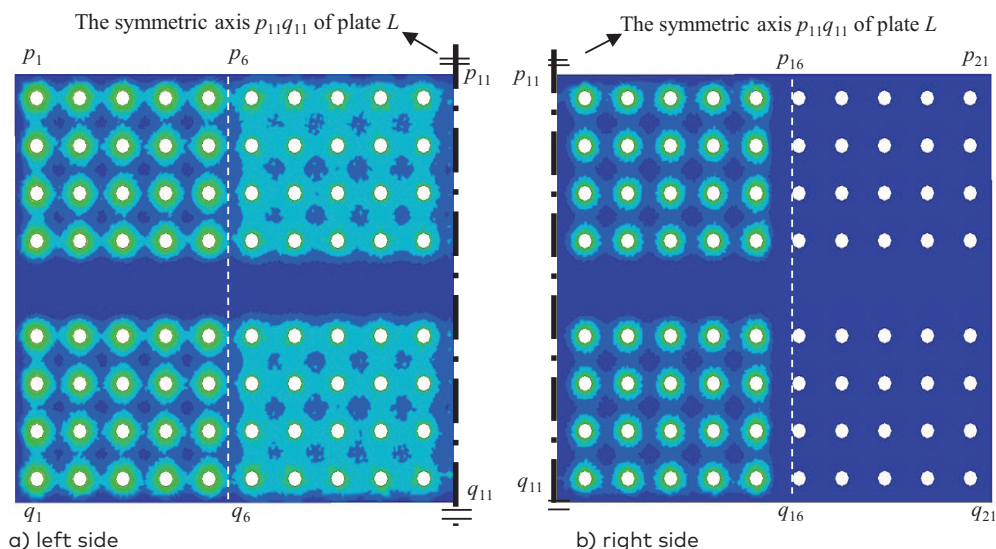 The symmetric axis p₁₁q₁₁ of plate L
The symmetric axis p₁₁q₁₁ of plate L
p₁ p₆ p₁₁
p₁₁ p₁₆ p₂₁
q₁ q₆ q₁₁
q₁₁ q₁₆ q₂₁
a) left side
b) right side